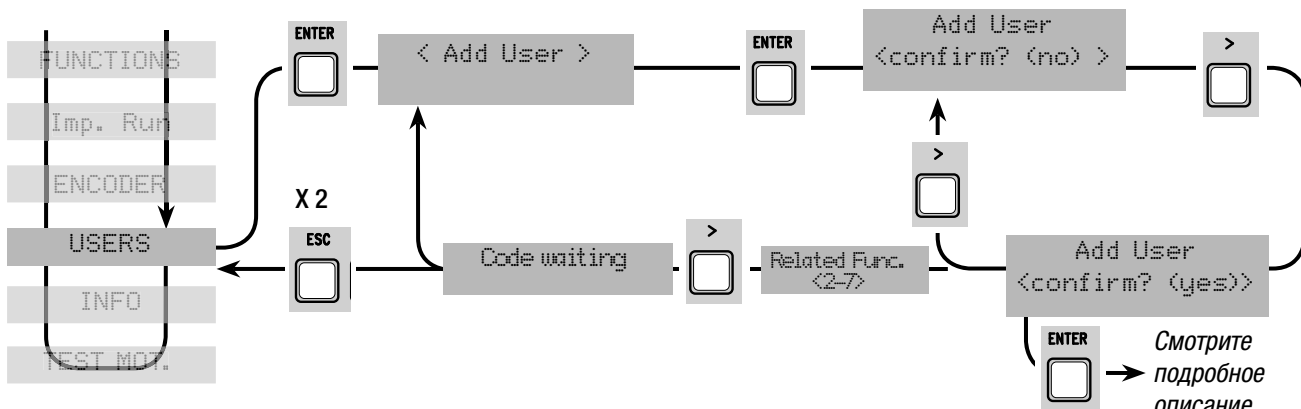 FUNCTIONS
Imp. Run
ENCODER
USERS
INFO
TEST MOT.
ENTER
< Add User >
ENTER
Add User
<confirm? (no) >
>
>
Add User
<confirm? (yes)>
ENTER
Смотрите
подробное
описание
Related Func.
<2-7>
>
Code waiting
X 2
ESC